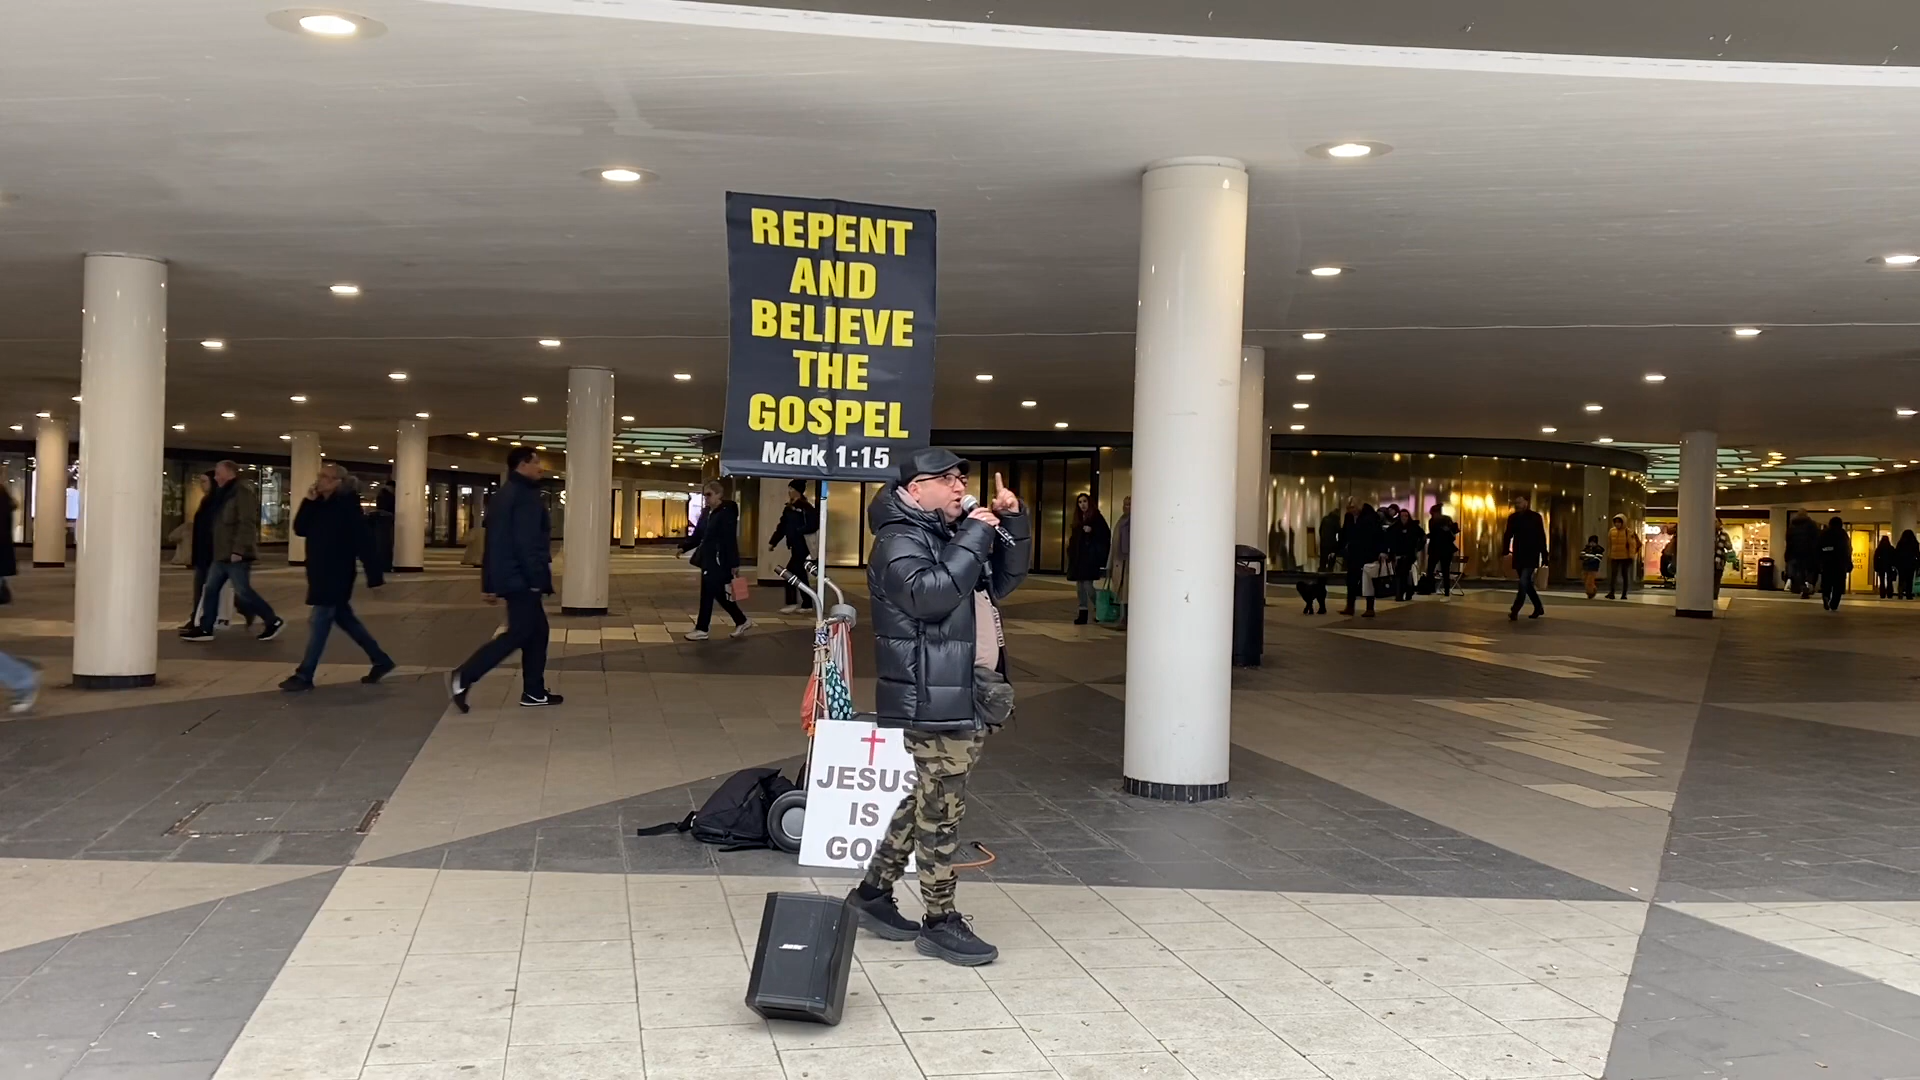 REPENT
AND
BELIEVE
THE
GOSPEL
Mark 1:15
JESUS
IS
BOSE